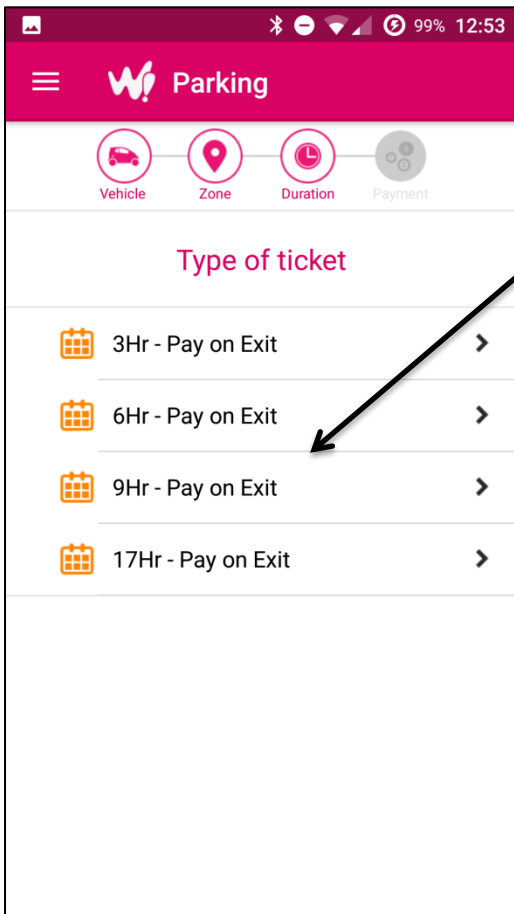 99% 12:53
W! Parking
Vehicle Zone Duration Payment
Type of ticket
3Hr - Pay on Exit
6Hr - Pay on Exit
9Hr - Pay on Exit
17Hr - Pay on Exit